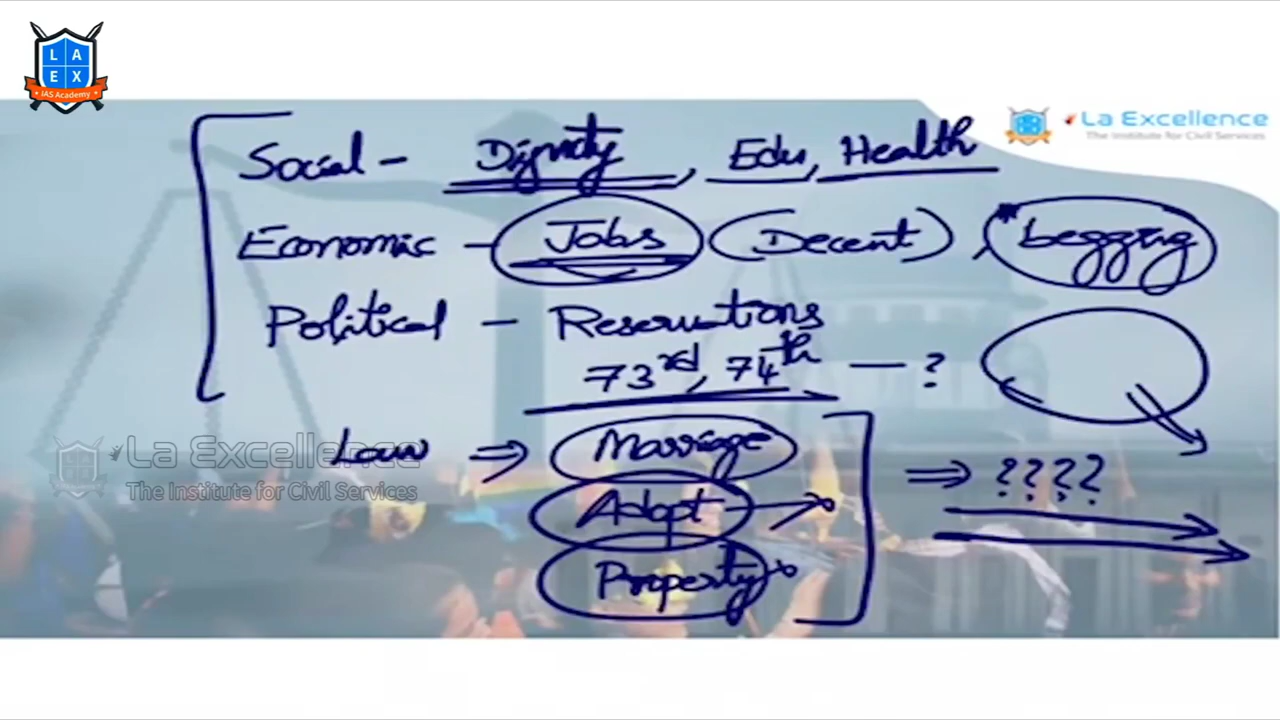 L A
E X
IAS Academy
La Excellence
The Institute for Civil Services
Social - Dignity, Edu, Health
Economic - Jobs (Decent), begging
Political - Reservations
73rd, 74th - ?
Law ⇒ Marriage
Adopt →
Property
⇒ ????
La Excellence
The Institute for Civil Services